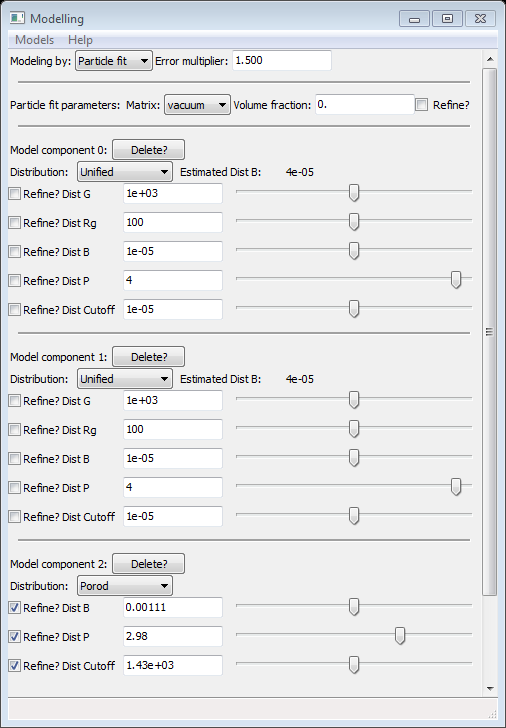 Modelling
Models Help
Modeling by: Particle fit Error multiplier: 1.500
Particle fit parameters: Matrix: vacuum Volume fraction: 0. Refine?
Model component 0: Delete?
Distribution: Unified Estimated Dist B: 4e-05
Refine? Dist G 1e+03
Refine? Dist Rg 100
Refine? Dist B 1e-05
Refine? Dist P 4
Refine? Dist Cutoff 1e-05
Model component 1: Delete?
Distribution: Unified Estimated Dist B: 4e-05
Refine? Dist G 1e+03
Refine? Dist Rg 100
Refine? Dist B 1e-05
Refine? Dist P 4
Refine? Dist Cutoff 1e-05
Model component 2: Delete?
Distribution: Porod
Refine? Dist B 0.00111
Refine? Dist P 2.98
Refine? Dist Cutoff 1.43e+03